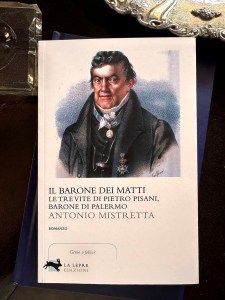 IL BARONE DEI MATTI
LE TRE VITE DI PIETRO PISANI,
BARONE DI PALERMO
ANTONIO MISTRETTA
ROMANZO
LA LEPRE
EDIZIONI